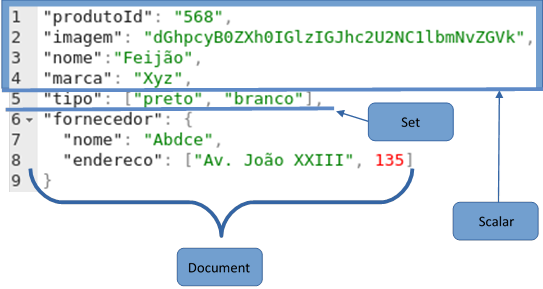 1 "produtoId": "568",
2 "imagem": "dGhpcyB0ZXh0IGlzIGJhc2U2NC1lbmNvZGVk",
3 "nome":"Feijão",
4 "marca": "Xyz",
5 "tipo": ["preto", "branco"],
6 "fornecedor": {
7 "nome": "Abdce",
8 "endereco": ["Av. João XXIII", 135]
9 }
Set
Scalar
Document